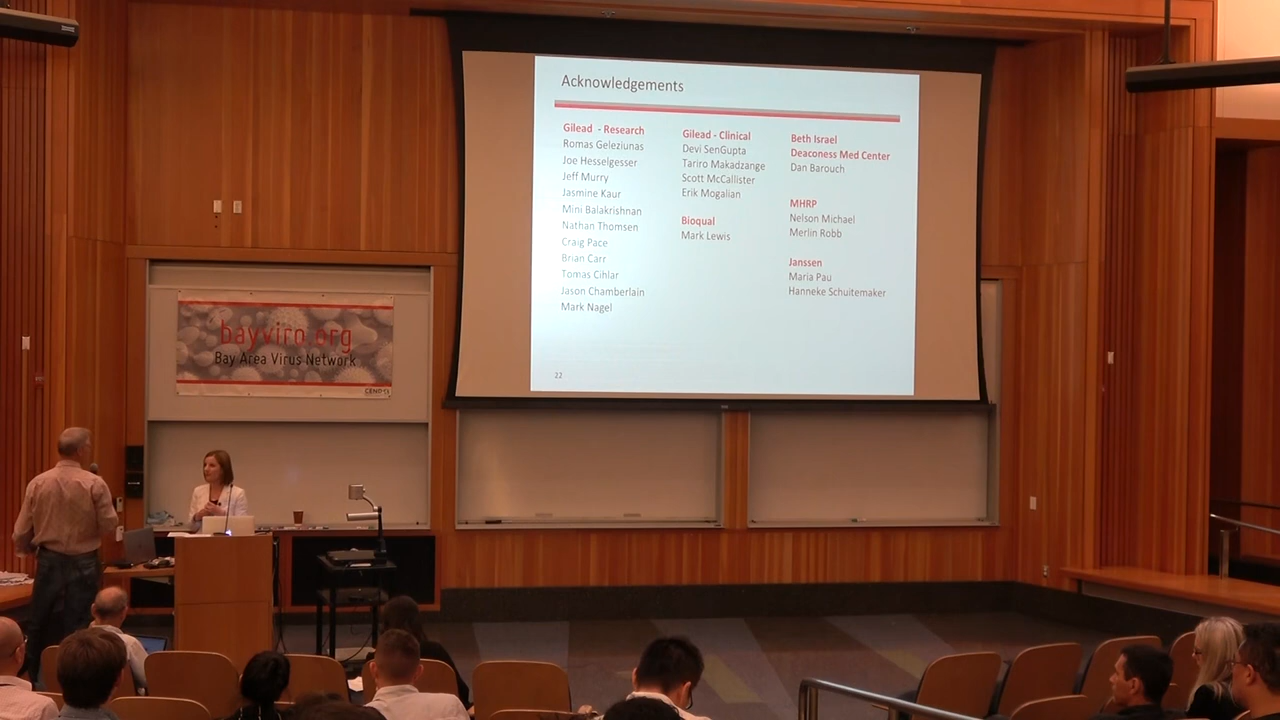 Acknowledgements
Gilead - Research
Romas Geleziunas
Joe Hesselgesser
Jeff Murry
Jasmine Kaur
Mini Balakrishnan
Nathan Thomsen
Craig Pace
Brian Carr
Tomas Cihlar
Jason Chamberlain
Mark Nagel
Gilead - Clinical
Devi SenGupta
Tariro Makadzange
Scott McCallister
Erik Mogalian
Bioqual
Mark Lewis
Beth Israel
Deaconess Med Center
Dan Barouch
MHRP
Nelson Michael
Merlin Robb
Janssen
Maria Pau
Hanneke Schuitemaker
22
bayviro.org
Bay Area Virus Network